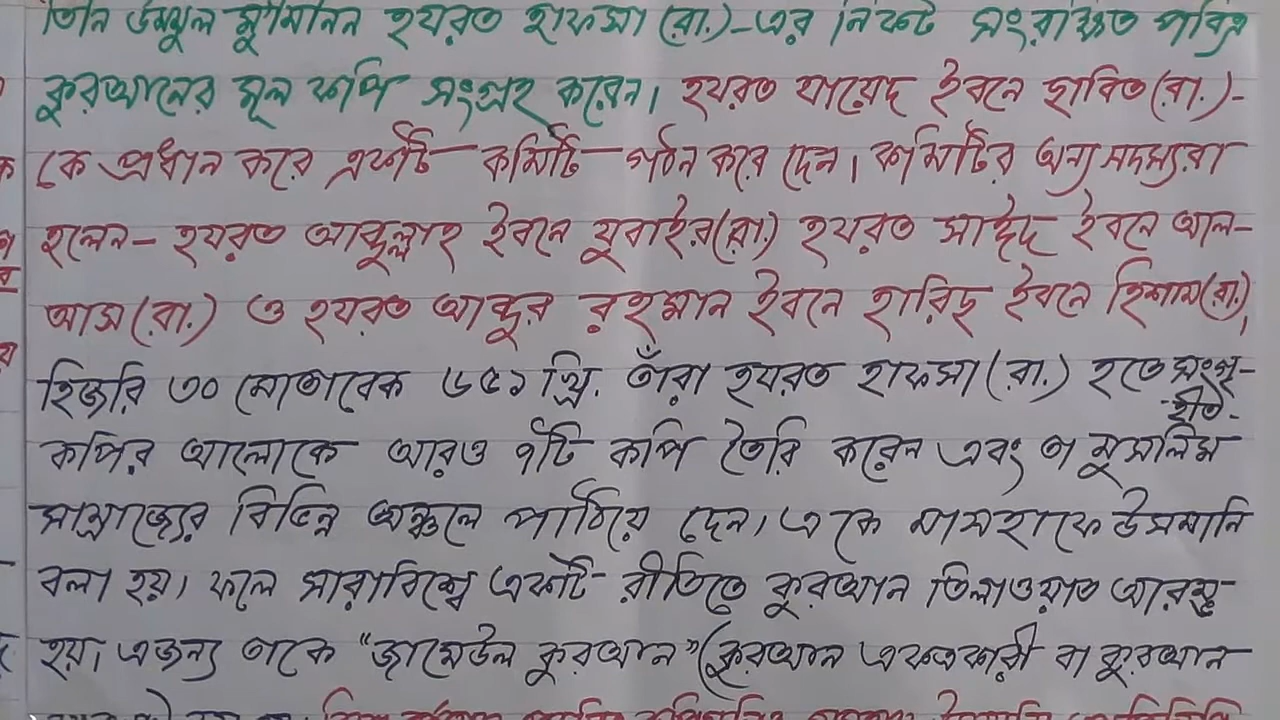 তিনি উম্মুল মুমিনিন হযরত হাফসা (রা.)-এর নিকট সংরক্ষিত পবিত্র
কুরআনের মূল কপি সংগ্রহ করেন। হযরত যায়েদ ইবনে ছাবিত (রা.)-
কে প্রধান করে একটি কমিটি গঠন করে দেন। কমিটির অন্য সদস্যরা
হলেন- হযরত আব্দুল্লাহ ইবনে যুবাইর (রা.) হযরত সাঈদ ইবনে আল-
আস (রা.) ও হযরত আব্দুর রহমান ইবনে হারিছ ইবনে হিশাম (রা.),
হিজরি ৩০ মোতাবেক ৬৫১ খ্রি. তাঁরা হযরত হাফসা (রা.) হতে সংগৃ-
হীত-
কপির আলোকে আরও ৭টি কপি তৈরি করেন এবং তা মুসলিম
সাম্রাজ্যের বিভিন্ন অঞ্চলে পাঠিয়ে দেন। একে মাসহাফে উসমানি
বলা হয়। ফলে সারাবিশ্বে একটি রীতিতে কুরআন তিলাওয়াত আরম্ভ
হয়। এজন্য তাকে "জামেউল কুরআন" (কুরআন একত্রকারী বা কুরআন